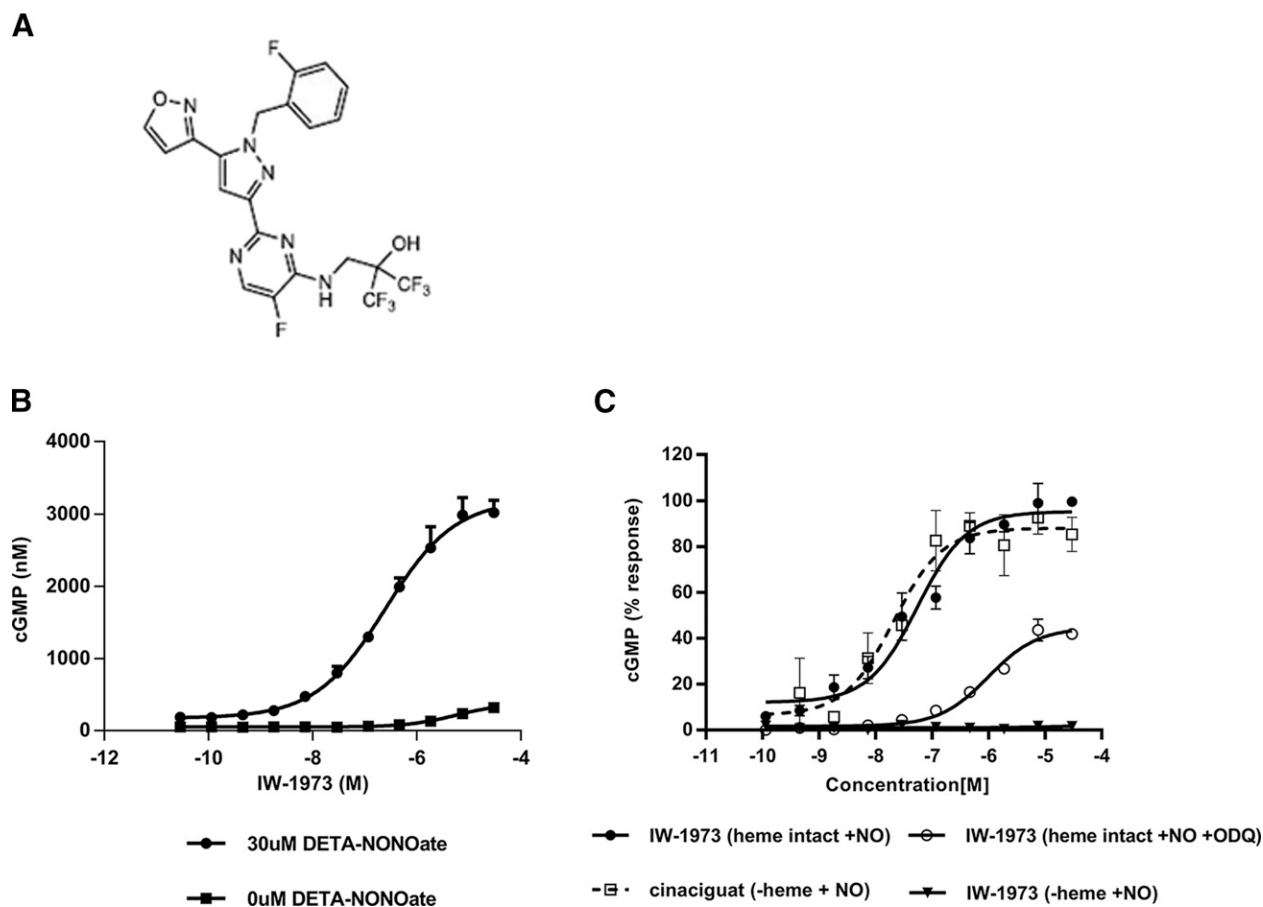 A
F
O N
N
N
N N OH
N CF₃
H CF₃
F
B C
4000
3000
2000
1000
0
cGMP (nM)
-12 -10 -8 -6 -4
IW-1973 (M)
30uM DETA-NONOate
0uM DETA-NONOate
120
100
80
60
40
20
0
cGMP (% response)
-11 -10 -9 -8 -7 -6 -5 -4
Concentration[M]
IW-1973 (heme intact +NO) IW-1973 (heme intact +NO +ODQ)
cinaciguat (-heme + NO) IW-1973 (-heme +NO)